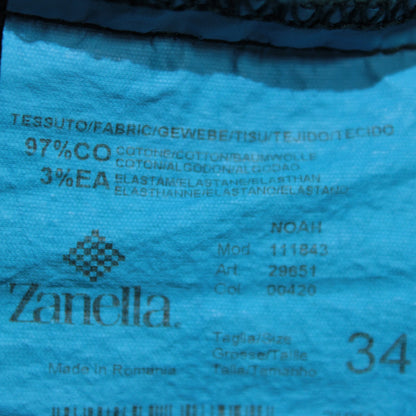 TESSUTO/FABRIC/GEWEBE/TISU/TEJIDO/TECIDO
97%CO COTONE/COTTON/BAUMWOLLE
COTON/ALGODON/ALGODAO
3%EA ELASTAM/ELASTANE/ELASTHAN
ELASTHANNE/ELASTANO/ELASTANO
NOAH
Mod. 111843
Art. 29651
Col. 00420
Zanella.
Taglia/Size
Grosse/Taille
Talla/Tamanho
34
Made in Romania